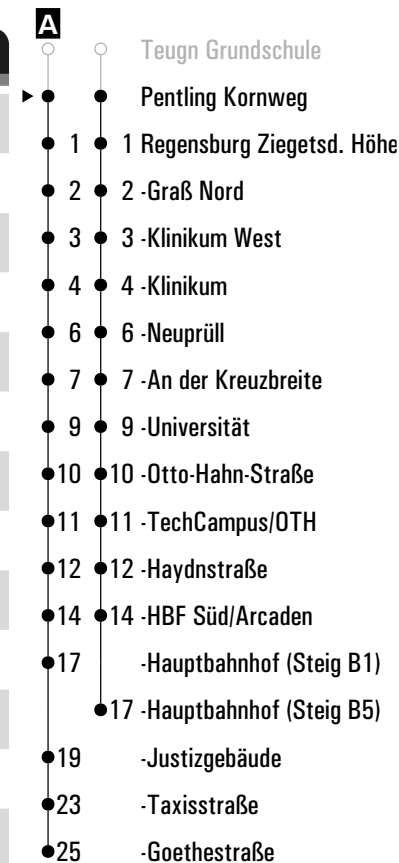 A
Teugn Grundschule
Pentling Kornweg
1 1 Regensburg Ziegetsd. Höhe
2 2 -Graß Nord
3 3 -Klinikum West
4 4 -Klinikum
6 6 -Neuprüll
7 7 -An der Kreuzbreite
9 9 -Universität
10 10 -Otto-Hahn-Straße
11 11 -TechCampus/OTH
12 12 -Haydnstraße
14 14 -HBF Süd/Arcaden
17 -Hauptbahnhof (Steig B1)
17 -Hauptbahnhof (Steig B5)
19 -Justizgebäude
23 -Taxisstraße
25 -Goethestraße